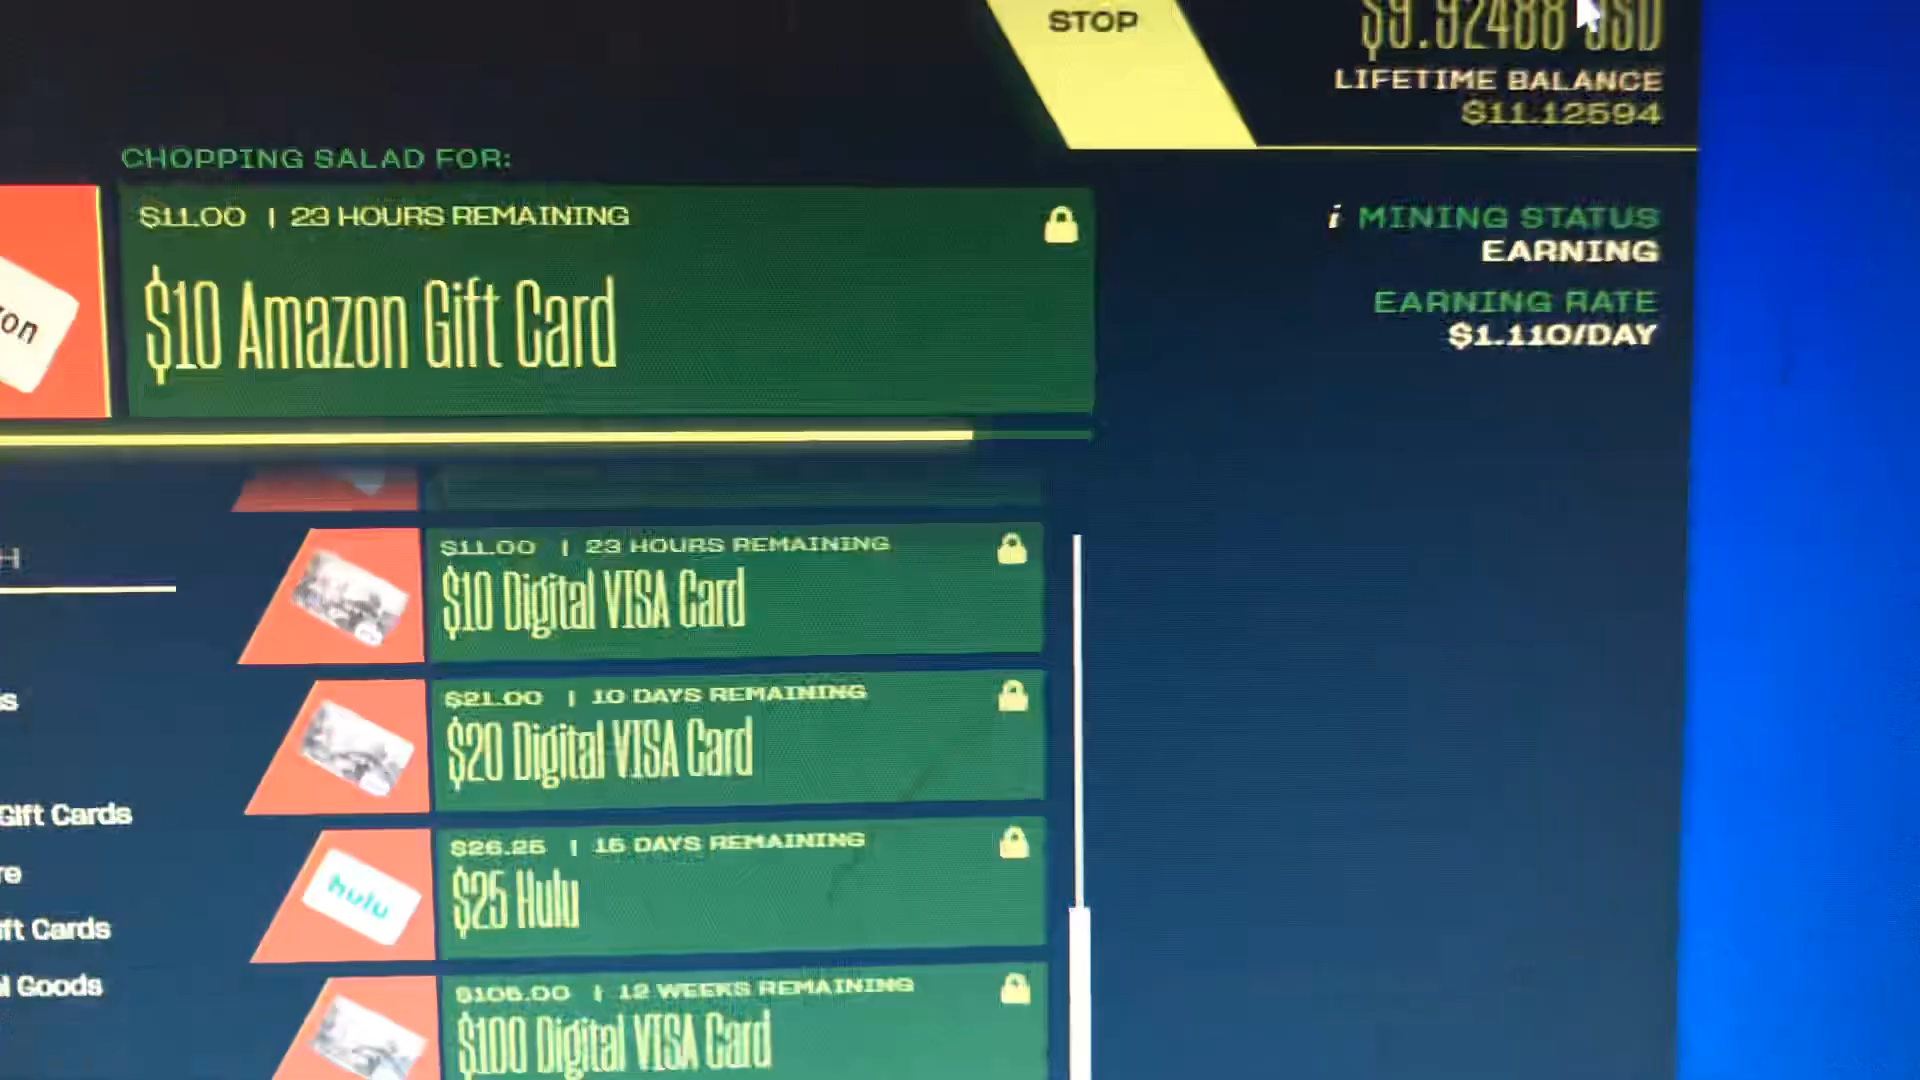 STOP
$9.92488 USD
LIFETIME BALANCE
$11.12594
CHOPPING SALAD FOR:
$11.00 | 23 HOURS REMAINING
$10 Amazon Gift Card
i MINING STATUS
EARNING
EARNING RATE
$1.110/DAY
$11.00 | 23 HOURS REMAINING
$10 Digital VISA Card
$21.00 | 10 DAYS REMAINING
$20 Digital VISA Card
$26.25 | 15 DAYS REMAINING
hulu
$25 Hulu
$105.00 | 12 WEEKS REMAINING
$100 Digital VISA Card
Gift Cards
ft Cards
l Goods